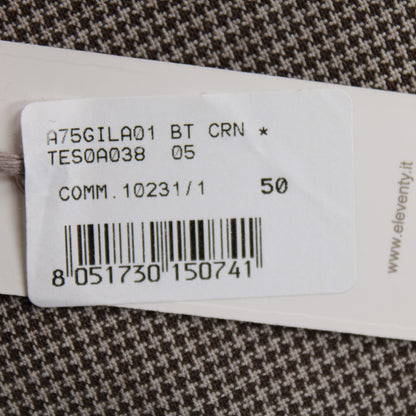 A75GILA01 BT CRN *
TES0A038 05
COMM.10231/1 50
8 051730 150741
www.eleventy.it